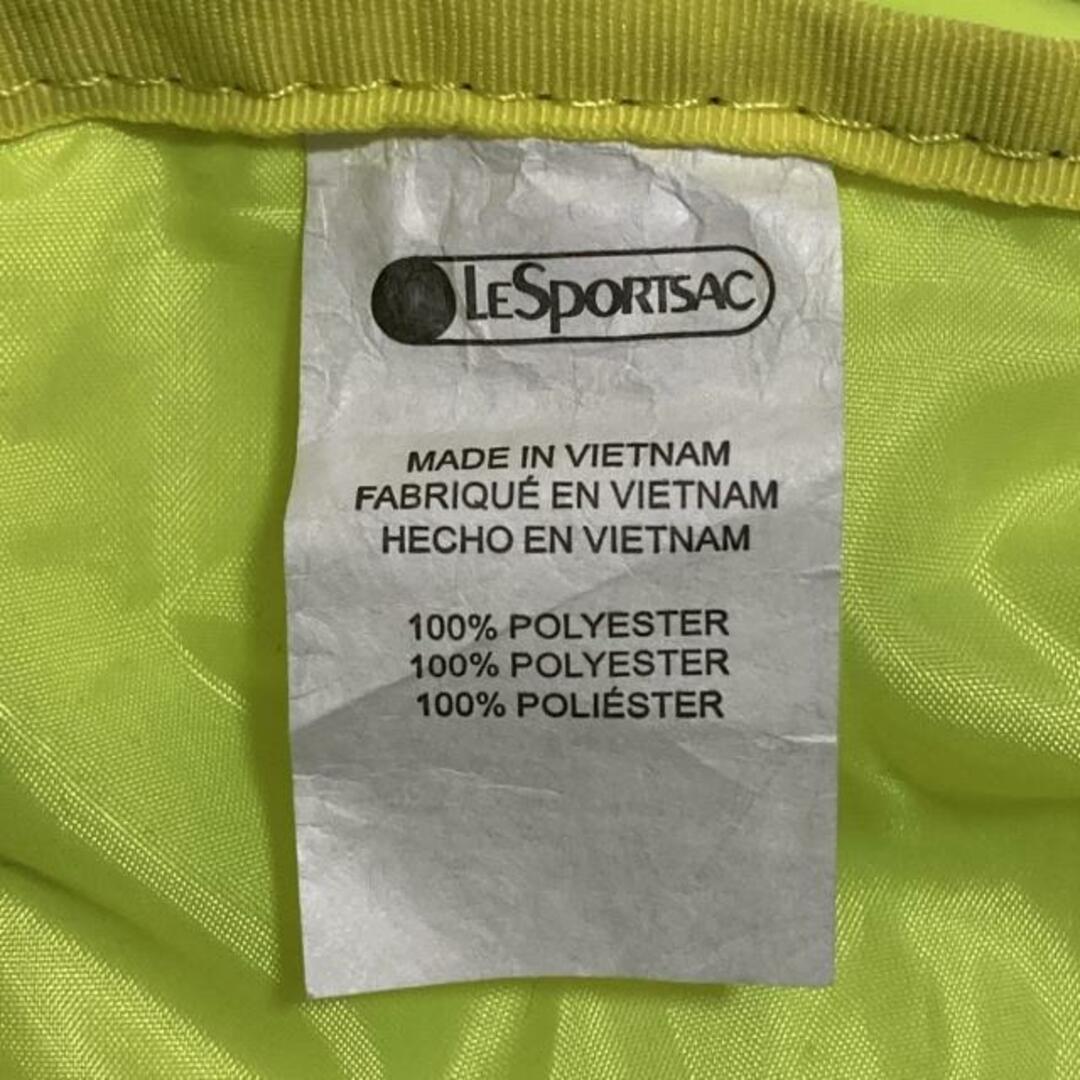 LESPORTSAC
MADE IN VIETNAM
FABRIQUÉ EN VIETNAM
HECHO EN VIETNAM
100% POLYESTER
100% POLYESTER
100% POLIÉSTER